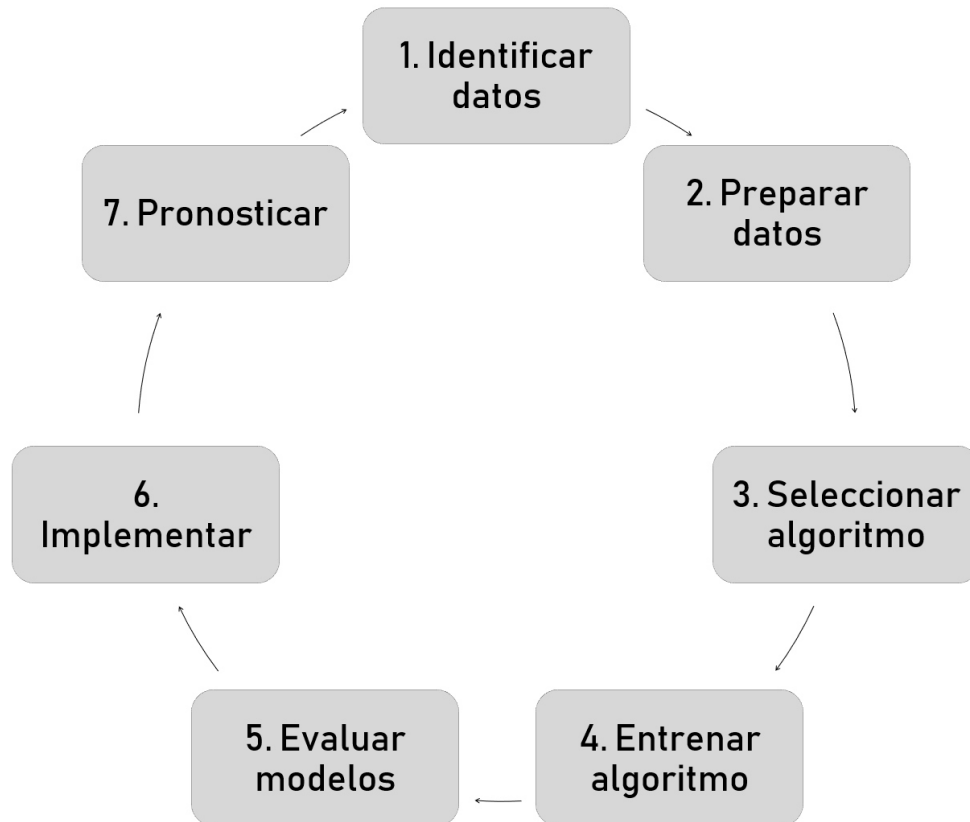 1. Identificar
datos
2. Preparar
datos
3. Seleccionar
algoritmo
4. Entrenar
algoritmo
5. Evaluar
modelos
6.
Implementar
7. Pronosticar